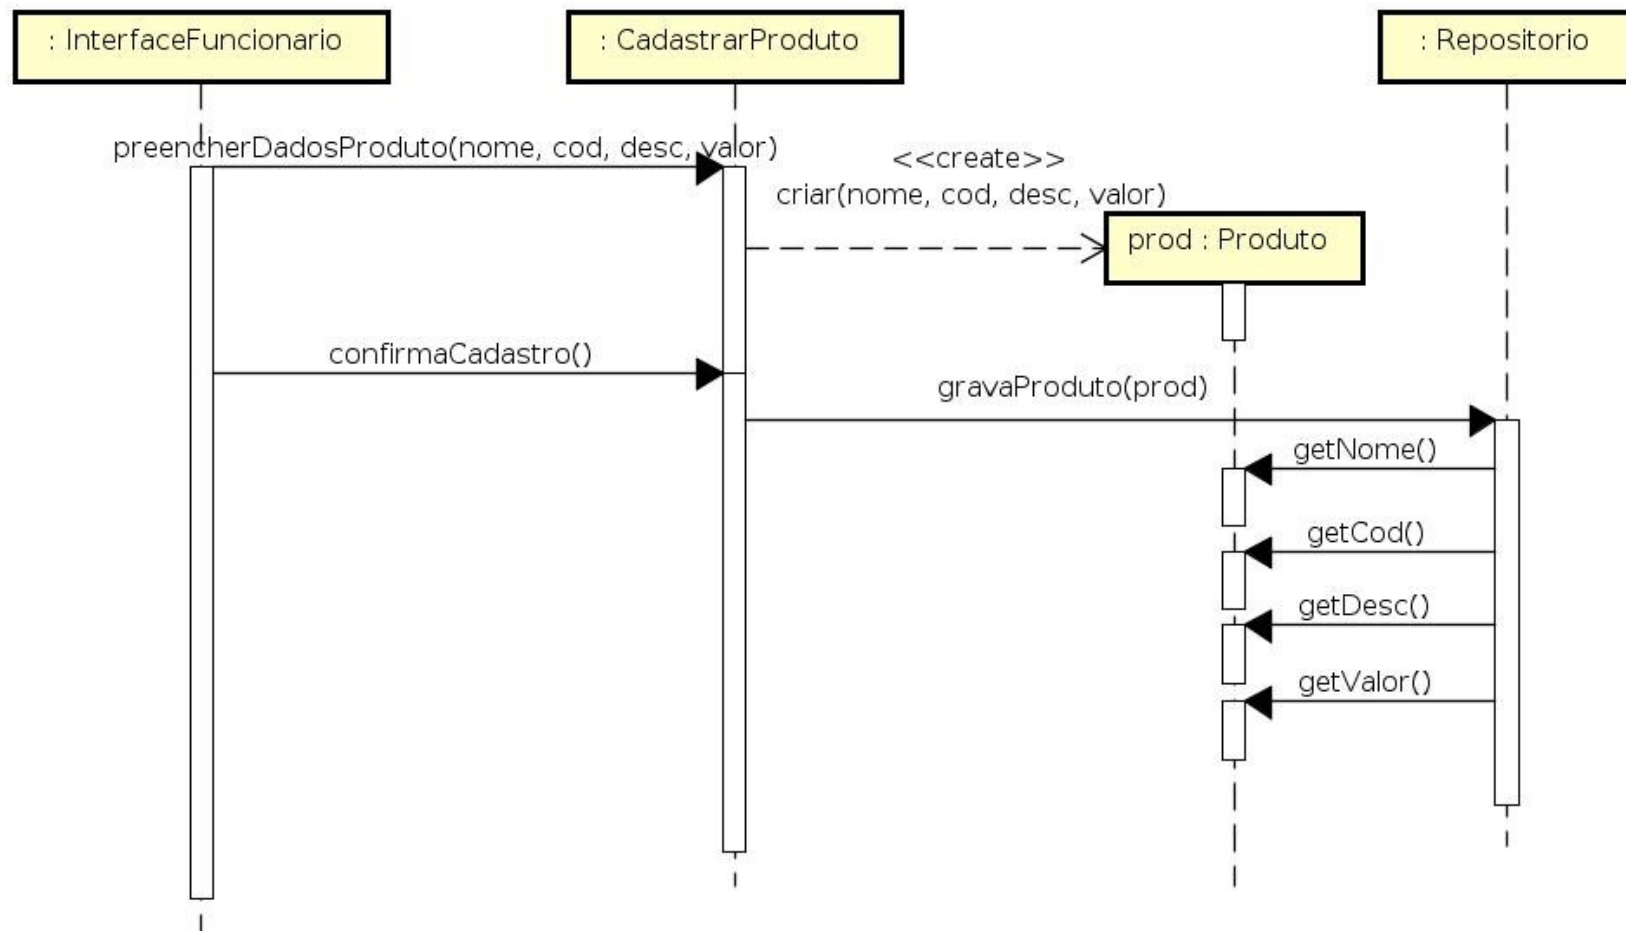 : InterfaceFuncionario
: CadastrarProduto
: Repositorio
preencherDadosProduto(nome, cod, desc, valor)
<<create>>
criar(nome, cod, desc, valor)
prod : Produto
confirmaCadastro()
gravaProduto(prod)
getNome()
getCod()
getDesc()
getValor()